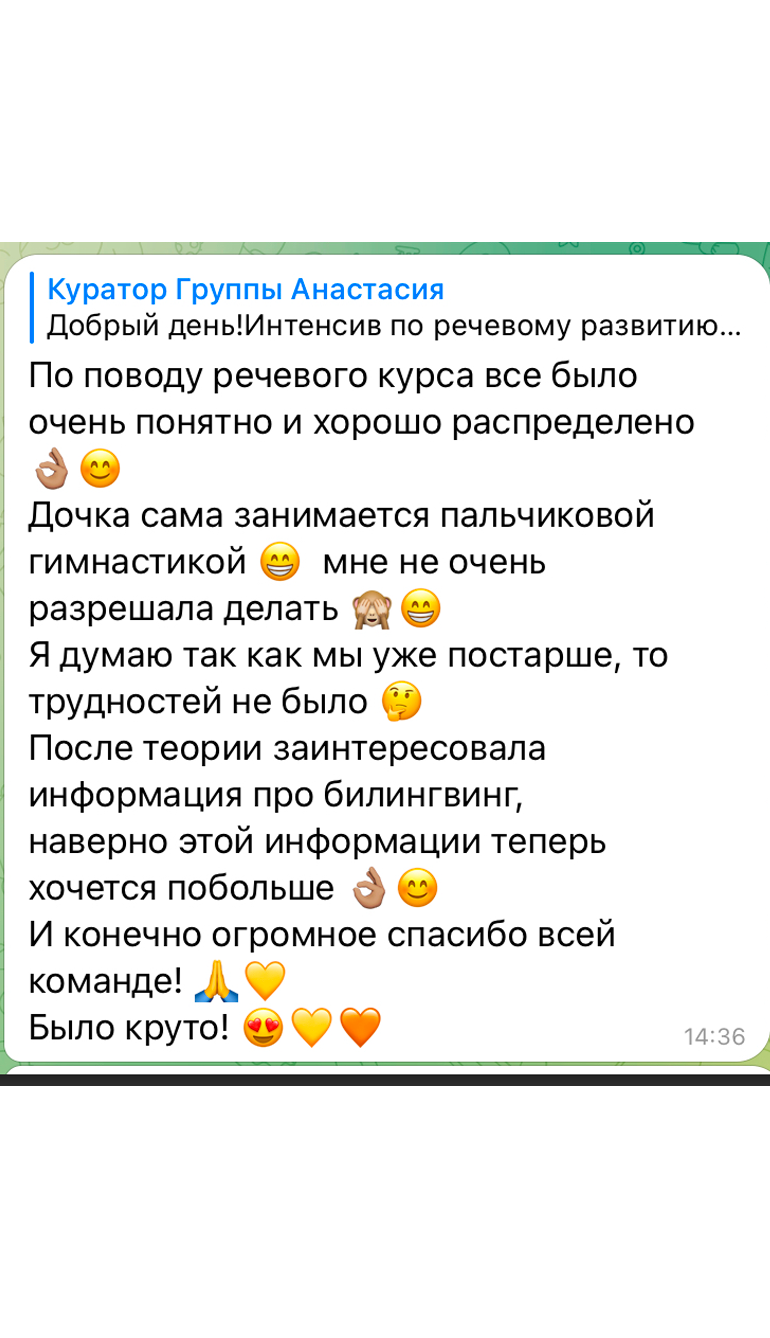 Куратор Группы Анастасия
Добрый день!Интенсив по речевому развитию...
По поводу речевого курса все было
очень понятно и хорошо распределено
👌🏽😊
Дочка сама занимается пальчиковой
гимнастикой 😁 мне не очень
разрешала делать 🙈😁
Я думаю так как мы уже постарше, то
трудностей не было 🤔
После теории заинтересовала
информация про билингвинг,
наверно этой информации теперь
хочется побольше 👌🏽😊
И конечно огромное спасибо всей
команде! 🙏💛
Было круто! 😍💛🧡
14:36